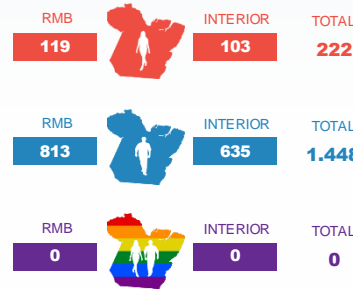 RMB INTERIOR TOTAL
119 103 222
RMB INTERIOR TOTAL
813 635 1.448
RMB INTERIOR TOTAL
0 0 0